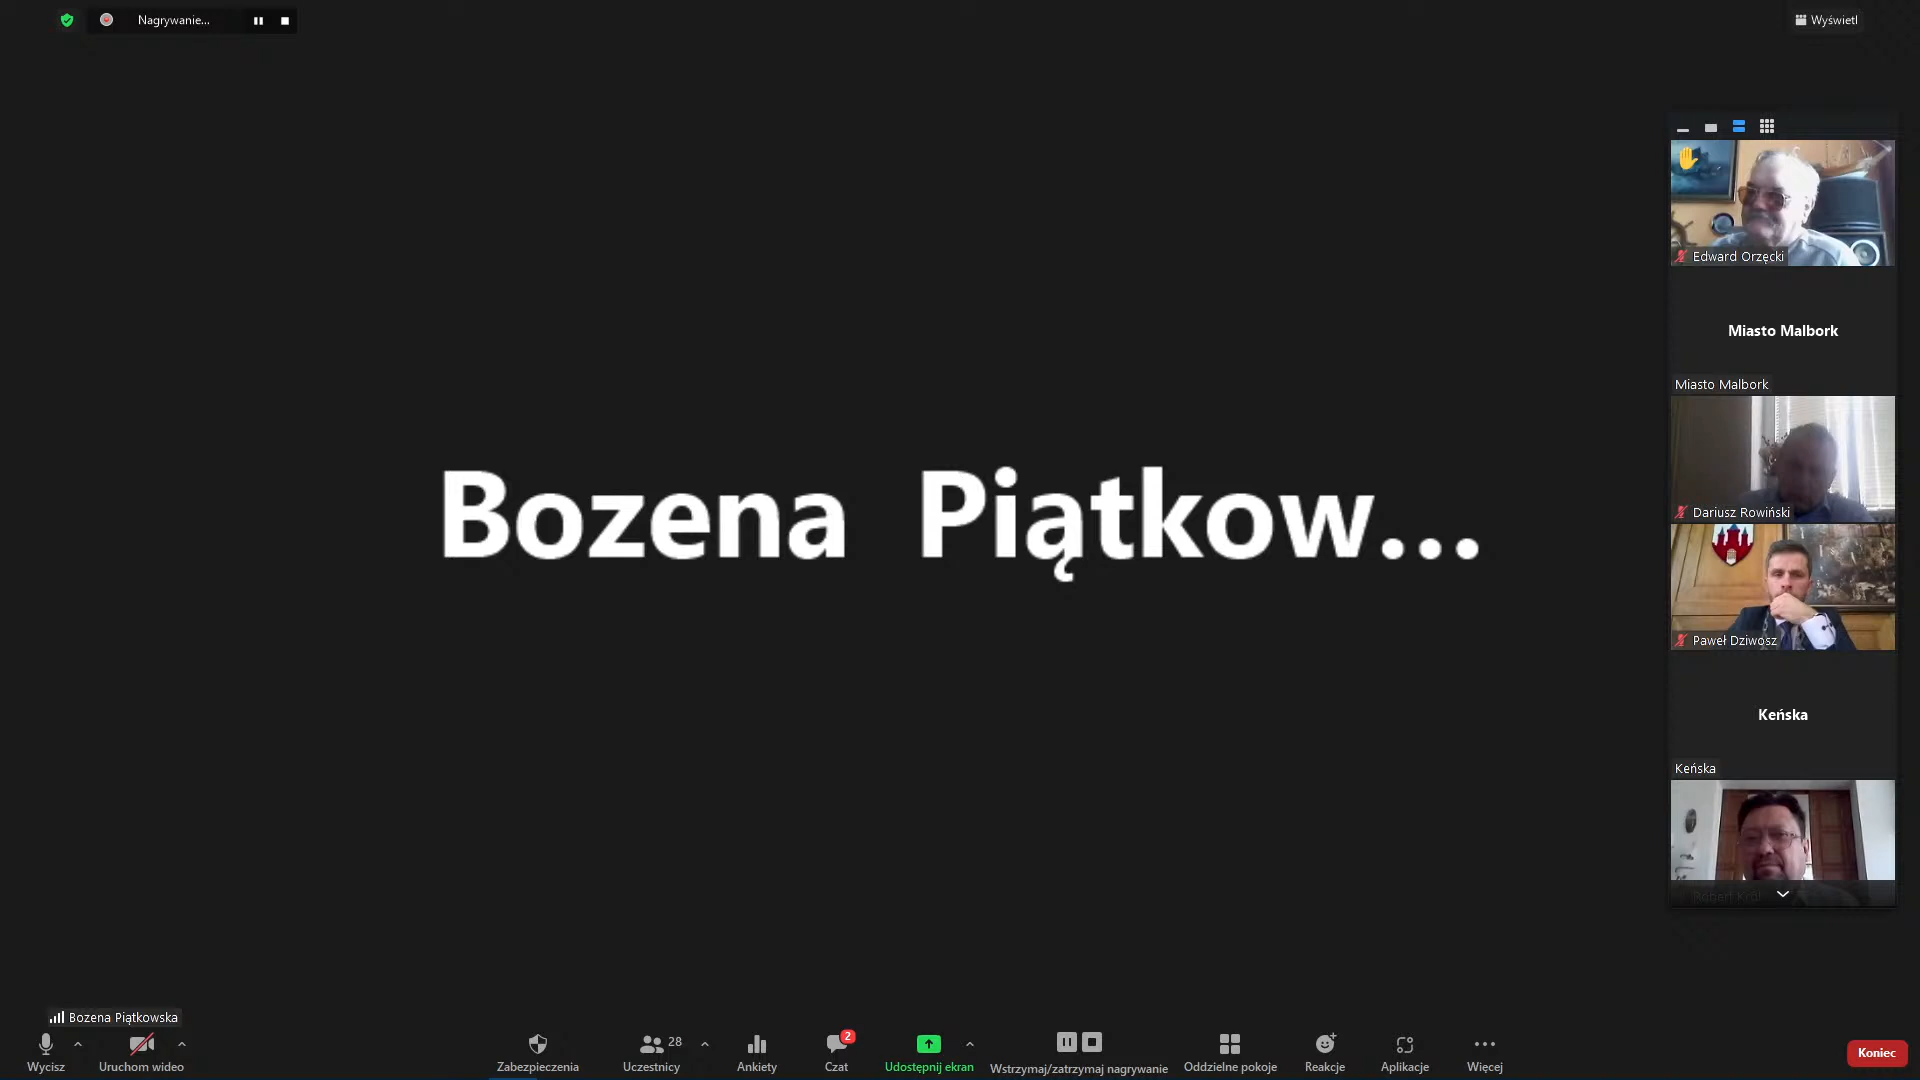 Nagrywanie...
Wyświetl
Edward Orzęcki
Miasto Malbork
Miasto Malbork
Dariusz Rowiński
Paweł Dziwosz
Keńska
Keńska
Robert Król
Bozena Piątkow...
Bozena Piątkowska
Wycisz
Uruchom wideo
Zabezpieczenia
28
Uczestnicy
Ankiety
2
Czat
Udostępnij ekran
Wstrzymaj/zatrzymaj nagrywanie
Oddzielne pokoje
Reakcje
Aplikacje
Więcej
Koniec